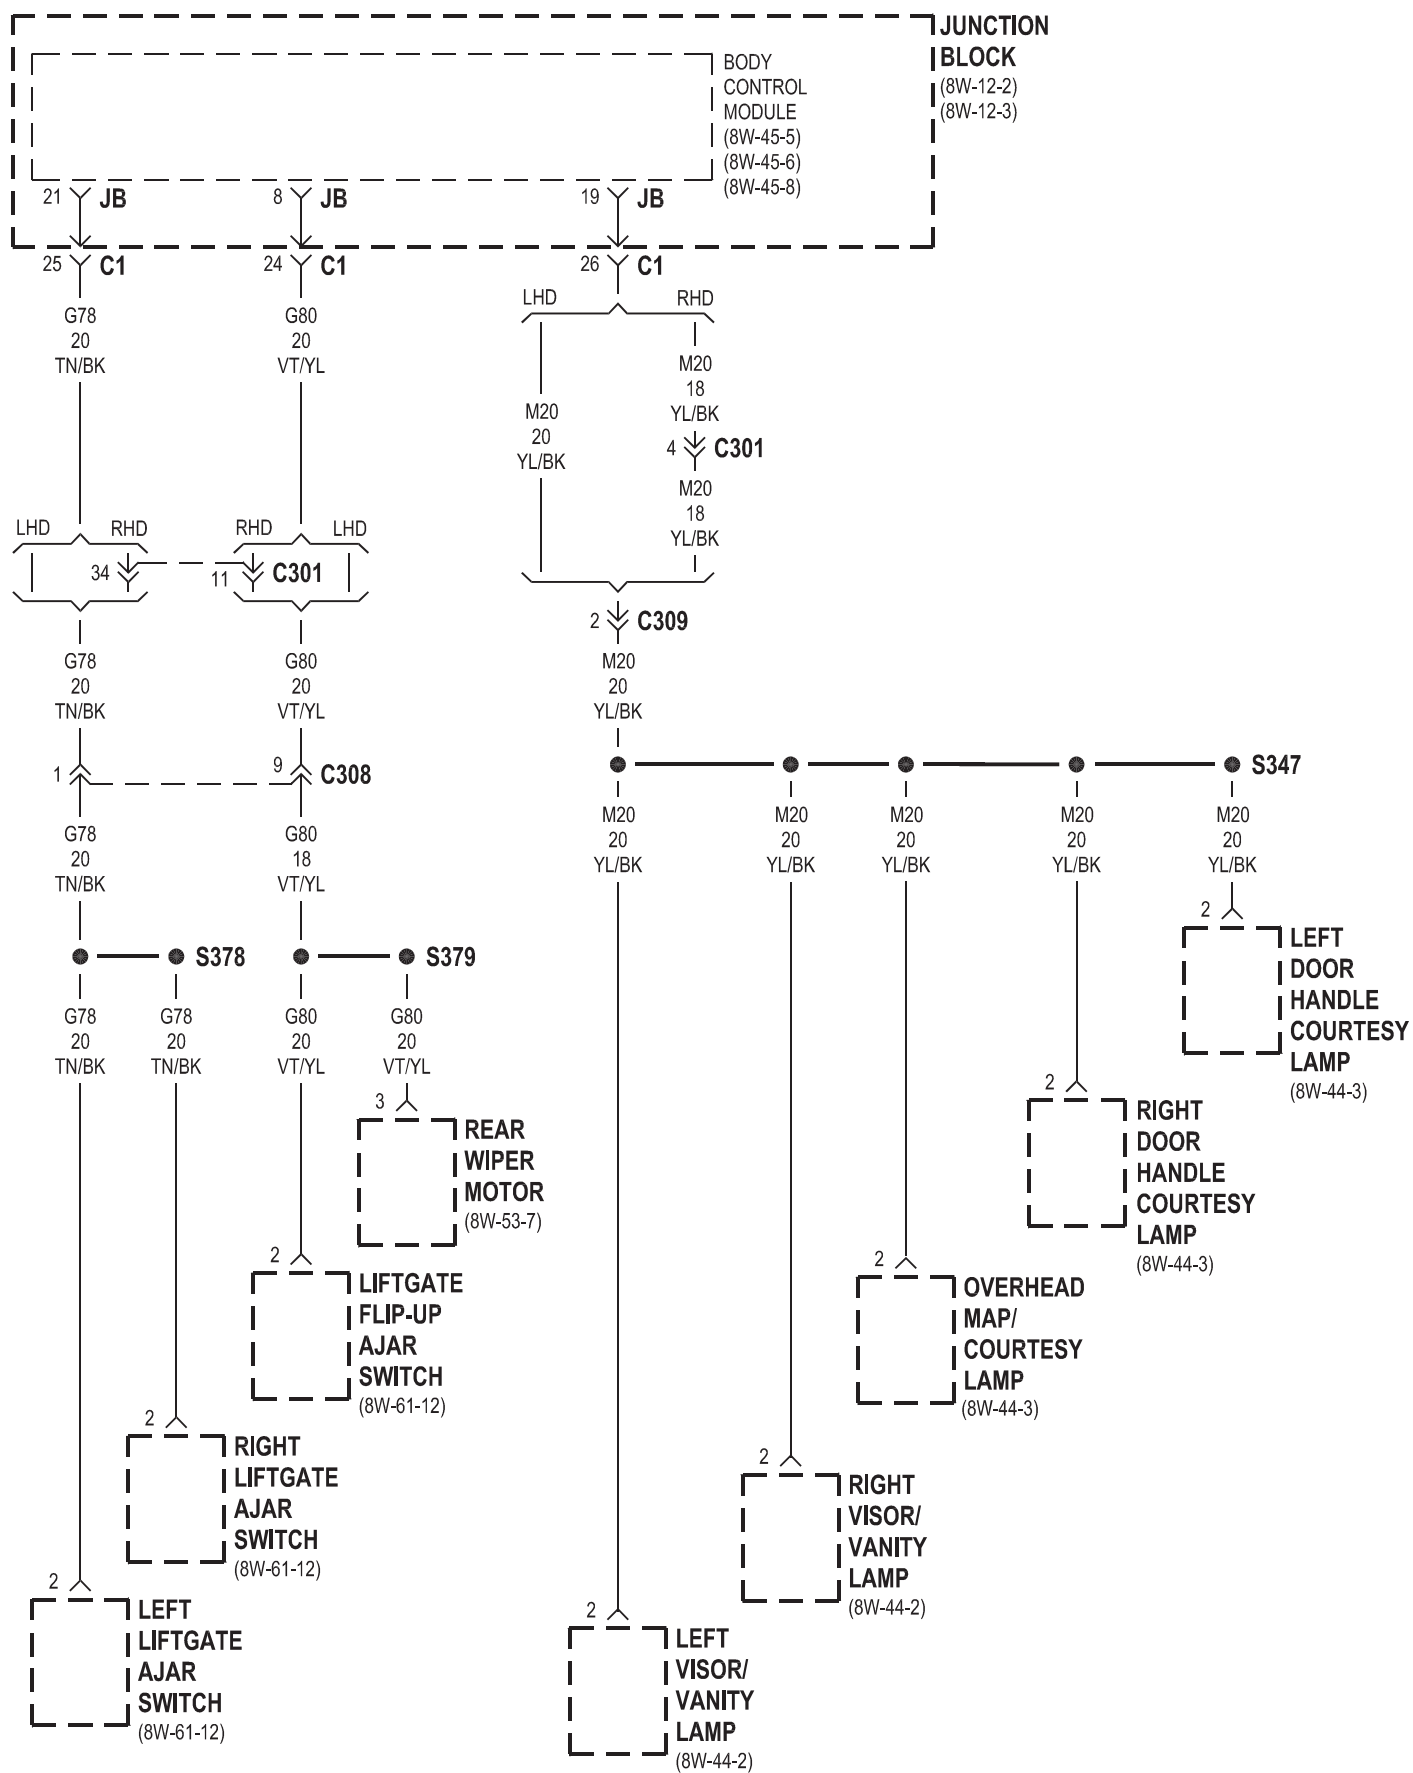 JUNCTION
BLOCK
(8W-12-2)
(8W-12-3)
BODY
CONTROL
MODULE
(8W-45-5)
(8W-45-6)
(8W-45-8)
21 JB 8 JB 19 JB
25 C1 24 C1 26 C1
LHD RHD
G78 G80
20 20
TN/BK VT/YL
M20
18
YL/BK
M20
20
YL/BK
4 C301
M20
18
YL/BK
LHD RHD RHD LHD
34 11 C301
2 C309
G78 G80 M20
20 20 20
TN/BK VT/YL YL/BK
1 9 C308
S347
G78 G80
20 18
TN/BK VT/YL
M20 M20 M20 M20 M20
20 20 20 20 20
YL/BK YL/BK YL/BK YL/BK YL/BK
S378 S379
G78 G78 G80 G80
20 20 20 20
TN/BK TN/BK VT/YL VT/YL
2
LEFT
DOOR
HANDLE
COURTESY
LAMP
(8W-44-3)
2
RIGHT
DOOR
HANDLE
COURTESY
LAMP
(8W-44-3)
3
REAR
WIPER
MOTOR
(8W-53-7)
2
LIFTGATE
FLIP-UP
AJAR
SWITCH
(8W-61-12)
2
OVERHEAD
MAP/
COURTESY
LAMP
(8W-44-3)
2
RIGHT
LIFTGATE
AJAR
SWITCH
(8W-61-12)
2
RIGHT
VISOR/
VANITY
LAMP
(8W-44-2)
2
LEFT
LIFTGATE
AJAR
SWITCH
(8W-61-12)
2
LEFT
VISOR/
VANITY
LAMP
(8W-44-2)